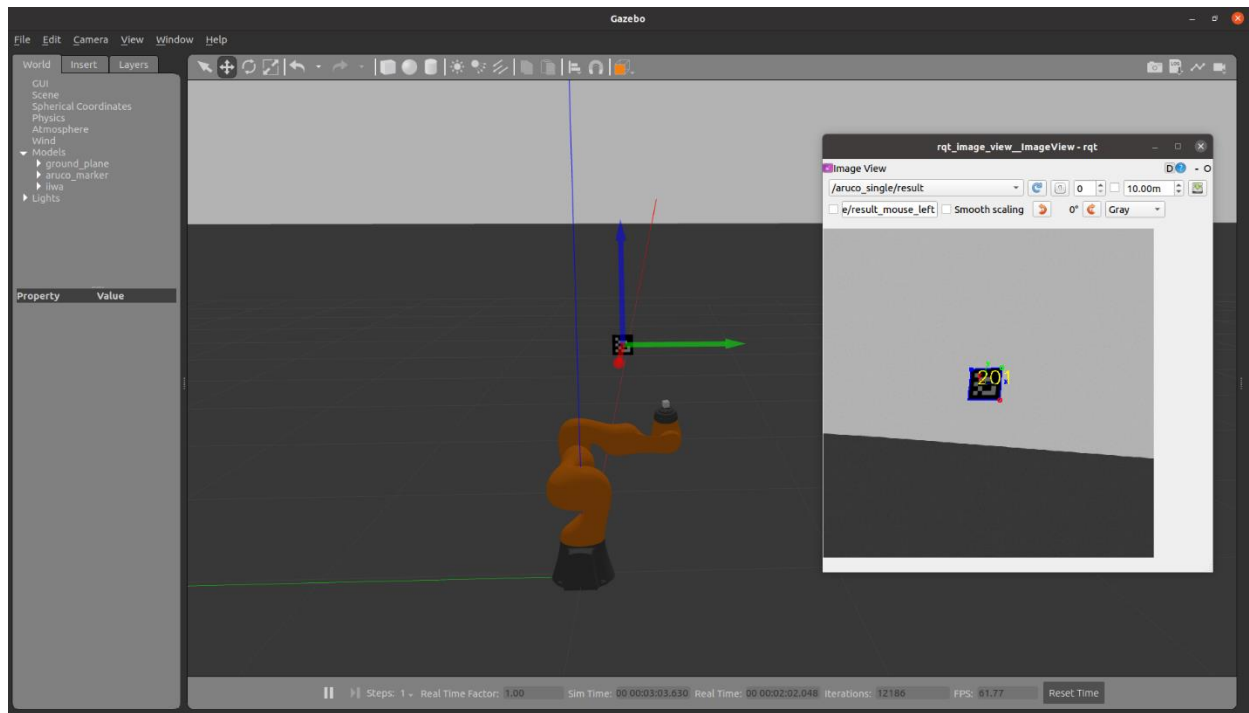 Gazebo
File Edit Camera View Window Help
World Insert Layers
GUI
Scene
Spherical Coordinates
Physics
Atmosphere
Wind
Models
ground_plane
aruco_marker
iiwa
Lights
Property Value
rqt_image_view__ImageView - rqt
Image View
D - O
/aruco_single/result 0 10.00m
e/result_mouse_left Smooth scaling 0° Gray
20
Steps: 1 Real Time Factor: 1.00 Sim Time: 00 00:03:03.630 Real Time: 00 00:02:02.048 Iterations: 12186 FPS: 61.77 Reset Time